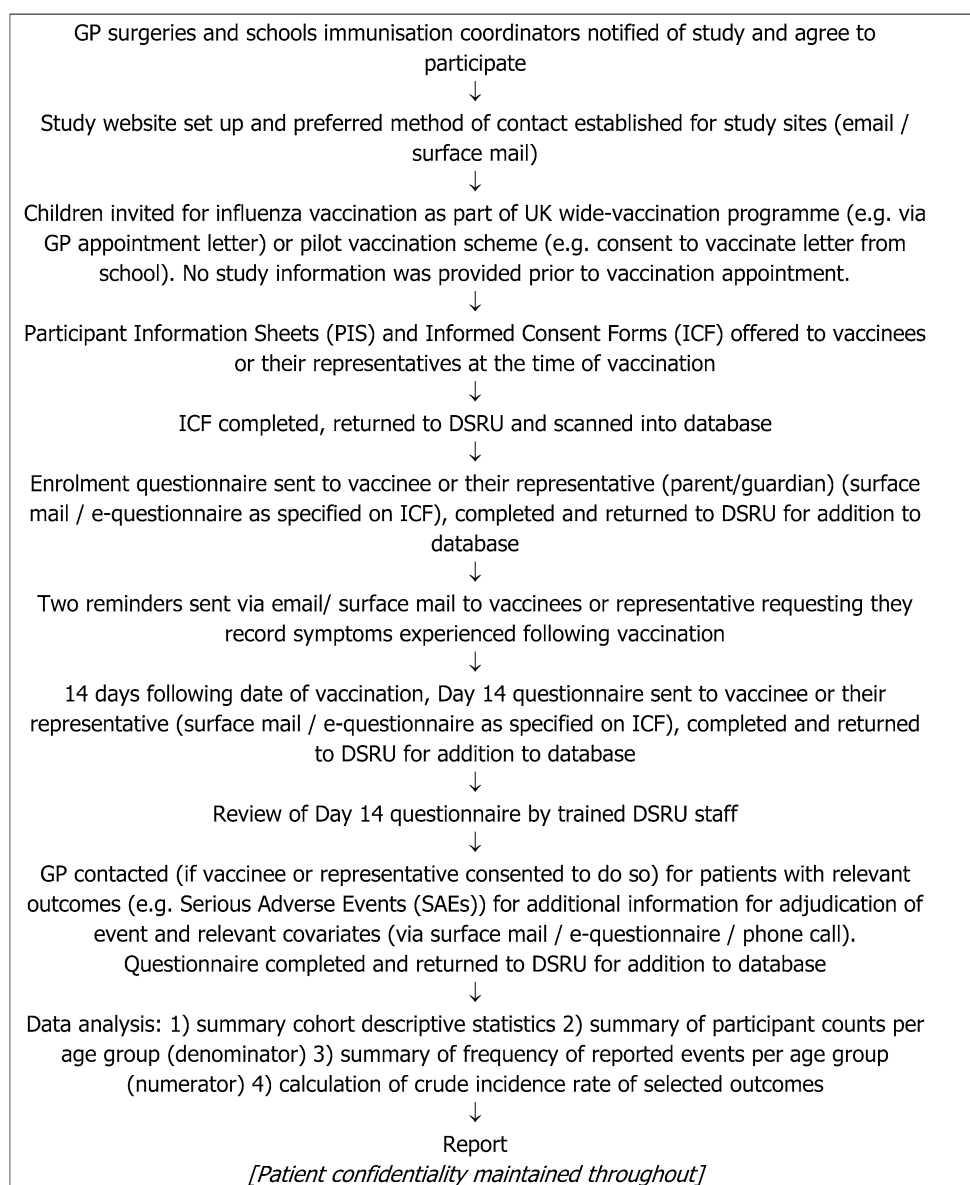 GP surgeries and schools immunisation coordinators notified of study and agree to
participate
↓
Study website set up and preferred method of contact established for study sites (email /
surface mail)
↓
Children invited for influenza vaccination as part of UK wide-vaccination programme (e.g. via
GP appointment letter) or pilot vaccination scheme (e.g. consent to vaccinate letter from
school). No study information was provided prior to vaccination appointment.
↓
Participant Information Sheets (PIS) and Informed Consent Forms (ICF) offered to vaccinees
or their representatives at the time of vaccination
↓
ICF completed, returned to DSRU and scanned into database
↓
Enrolment questionnaire sent to vaccinee or their representative (parent/guardian) (surface
mail / e-questionnaire as specified on ICF), completed and returned to DSRU for addition to
database
↓
Two reminders sent via email/ surface mail to vaccinees or representative requesting they
record symptoms experienced following vaccination
↓
14 days following date of vaccination, Day 14 questionnaire sent to vaccinee or their
representative (surface mail / e-questionnaire as specified on ICF), completed and returned
to DSRU for addition to database
↓
Review of Day 14 questionnaire by trained DSRU staff
↓
GP contacted (if vaccinee or representative consented to do so) for patients with relevant
outcomes (e.g. Serious Adverse Events (SAEs)) for additional information for adjudication of
event and relevant covariates (via surface mail / e-questionnaire / phone call).
Questionnaire completed and returned to DSRU for addition to database
↓
Data analysis: 1) summary cohort descriptive statistics 2) summary of participant counts per
age group (denominator) 3) summary of frequency of reported events per age group
(numerator) 4) calculation of crude incidence rate of selected outcomes
↓
Report
[Patient confidentiality maintained throughout]